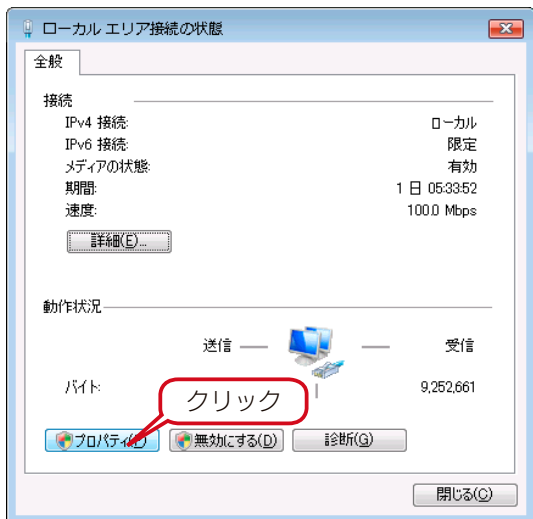 ローカル エリア接続の状態
全般
接続
IPv4 接続: ローカル
IPv6 接続: 限定
メディアの状態: 有効
期間: 1 日 05:33:52
速度: 100.0 Mbps
詳細(E)...
動作状況
送信 受信
バイト: 9,252,661
クリック
プロパティ 無効にする(D) 診断(G)
閉じる(C)